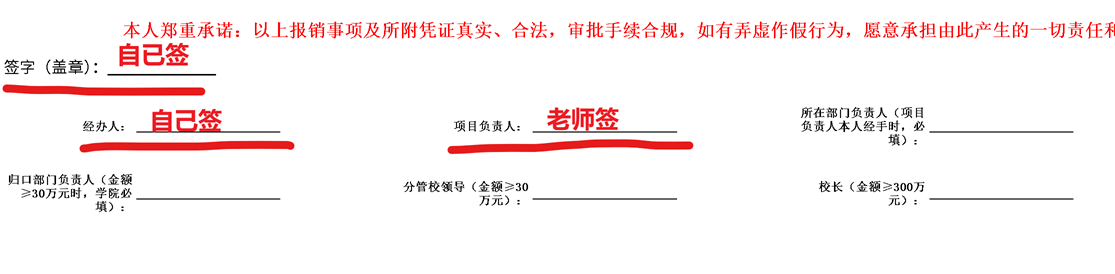 本人郑重承诺：以上报销事项及所附凭证真实、合法，审批手续合规，如有弄虚作假行为，愿意承担由此产生的一切责任和
签字（盖章）：自己签
经办人：自己签
项目负责人：老师签
所在部门负责人（项目
负责人本人经手时，必
填）：
归口部门负责人（金额
≥30万元时，学院必
填）：
分管校领导（金额≥30
万元）：
校长（金额≥300万
元）：